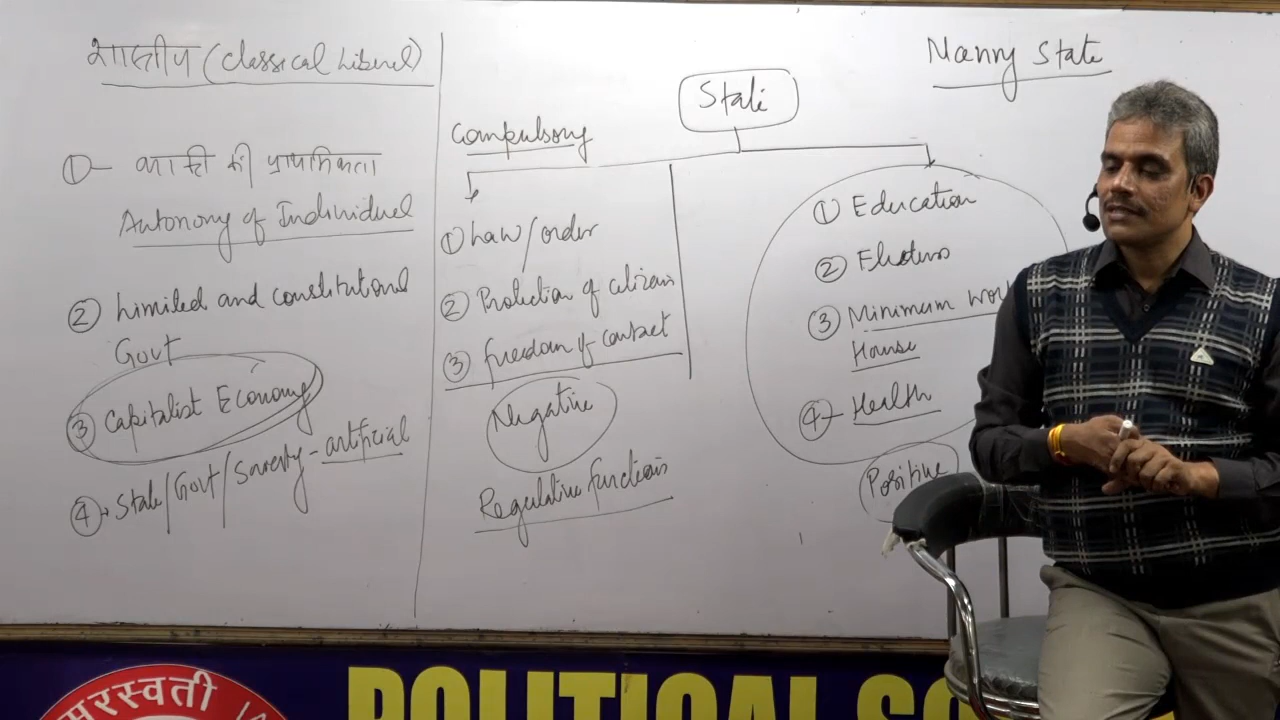 शास्त्रीय (Classical Liberal)
①- व्यक्ति की प्राथमिकता
Autonomy of Individual
② Limited and constitutional
Govt
③ Capitalist Economy
④ State/Govt/Society - artificial
State
Compulsory
① Law/order
② Protection of citizens
③ freedom of contract
Negative
Regulative functions
Nanny State
① Education
②
③ Minimum
House
④- Health
Positive
सरस्वती
POLITICAL SC